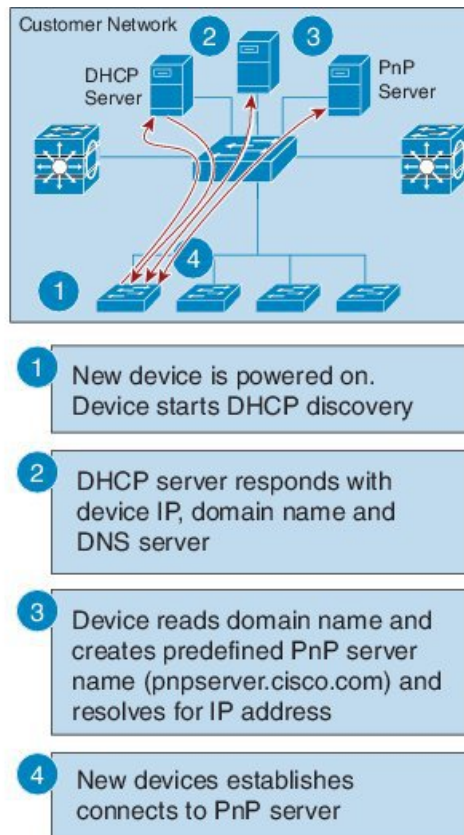 Customer Network
2
3
DHCP
Server
PnP
Server
4
1
1
New device is powered on.
Device starts DHCP discovery
2
DHCP server responds with
device IP, domain name and
DNS server
3
Device reads domain name and
creates predefined PnP server
name (pnpserver.cisco.com) and
resolves for IP address
4
New devices establishes
connects to PnP server